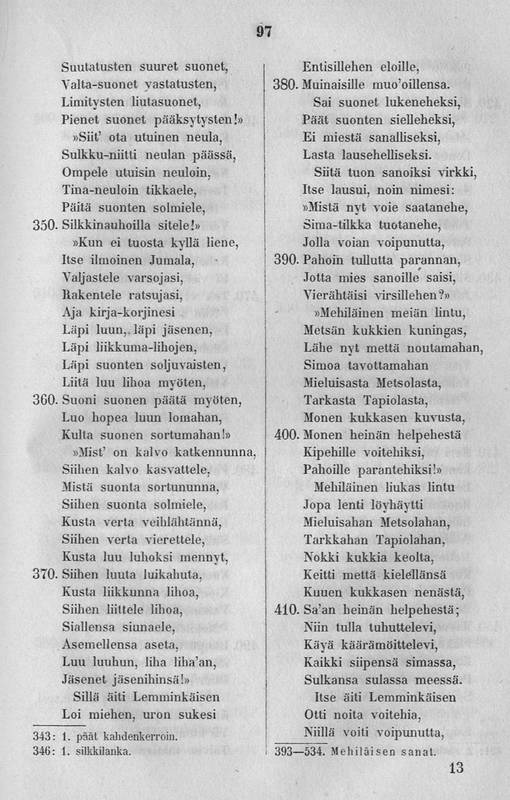 97
Suutatusten suuret suonet,
Valta-suonet vastatusten,
Limitysten liutasuonet,
Pienet suonet pääksytysten!»
»Siit' ota utuinen neula,
Sulkku-niitti neulan päässä,
Ompele utuisin neuloin,
Tina-neuloin tikkaele,
Päitä suonten solmiele,
350. Silkkinauhoilla sitele!»
»Kun ei tuosta kyllä liene,
Itse ilmoinen Jumala,
Valjastele varsojasi,
Rakentele ratsujasi,
Aja kirja-korjinesi
Läpi luun, läpi jäsenen,
Läpi liikkuma-lihojen,
Läpi suonten soljuvaisten,
Liitä luu lihoa myöten,
360. Suoni suonen päätä myöten,
Luo hopea luun lomahan,
Kulta suonen sortumahan!»
»Mist' on kalvo katkennunna,
Siihen kalvo kasvattele,
Mistä suonta sortununna,
Siihen suonta solmiele,
Kusta verta veihlähtännä,
Siihen verta vierettele,
Kusta luu luhoksi mennyt,
370. Siihen luuta luikahuta,
Kusta liikkunna lihoa,
Siihen liittele lihoa,
Siallensa siunaele,
Asemellensa aseta,
Luu luuhun, liha liha'an,
Jäsenet jäsenihinsä!»
Sillä äiti Lemminkäisen
Loi miehen, uron sukesi
343: 1. päät kahdenkerroin.
346: 1. silkkilanka.
Entisillehen eloille,
380. Muinaisille muo'oillensa.
Sai suonet lukeneheksi,
Päät suonten sielleheksi,
Ei miestä sanalliseksi,
Lasta lausehelliseksi.
Siitä tuon sanoiksi virkki,
Itse lausui, noin nimesi:
»Mistä nyt voie saatanehe,
Sima-tilkka tuotanehe,
Jolla voian voipunutta,
390. Pahoin tullutta parannan,
Jotta mies sanoille saisi,
Vierähtäisi virsillehen?»
»Mehiläinen meiän lintu,
Metsän kukkien kuningas,
Lähe nyt mettä noutamahan,
Simoa tavottamahan
Mieluisasta Metsolasta,
Tarkasta Tapiolasta,
Monen kukkasen kuvusta,
400. Monen heinän helpehestä
Kipehille voitehiksi,
Pahoille parantehiksi!»
Mehiläinen liukas lintu
Jopa lenti löyhäytti
Mieluisahan Metsolahan,
Tarkkahan Tapiolahan,
Nokki kukkia keolta,
Keitti mettä kielellänsä
Kuuen kukkasen nenästä,
410. Sa'an heinän helpehestä;
Niin tulla tuhuttelevi,
Käyä käärämöittelevi,
Kaikki siipensä simassa,
Sulkansa sulassa meessä.
Itse äiti Lemminkäisen
Otti noita voitehia,
Niillä voiti voipunutta,
393—534. Mehiläisen sanat.
13